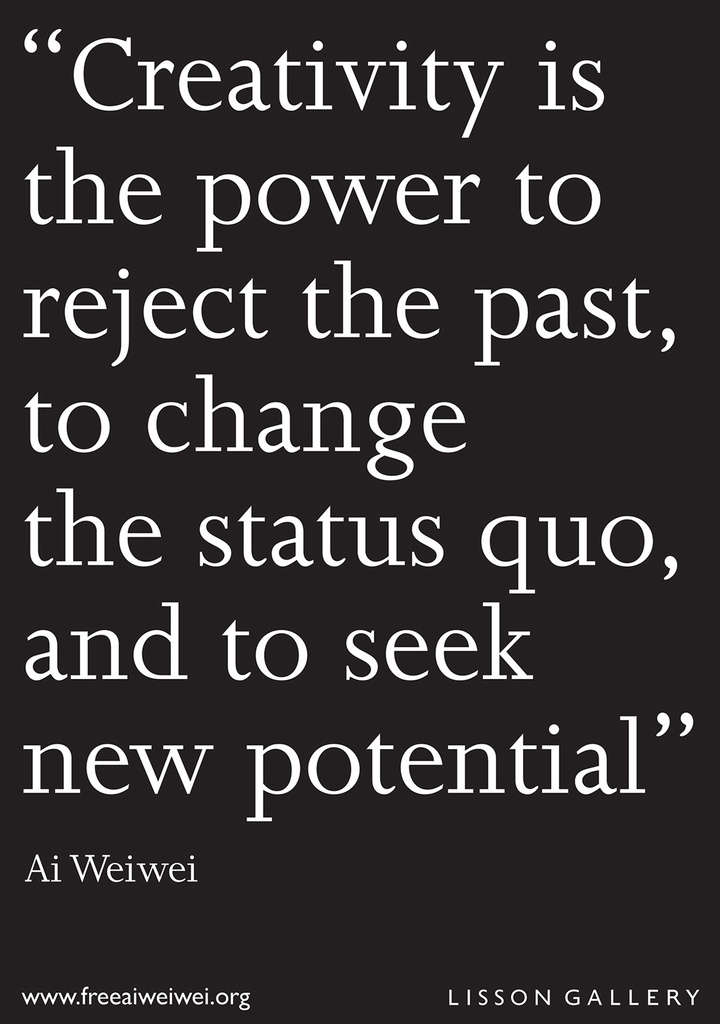 “Creativity is
the power to
reject the past,
to change
the status quo,
and to seek
new potential”
Ai Weiwei
www.freeaiweiwei.org
LISSON GALLERY